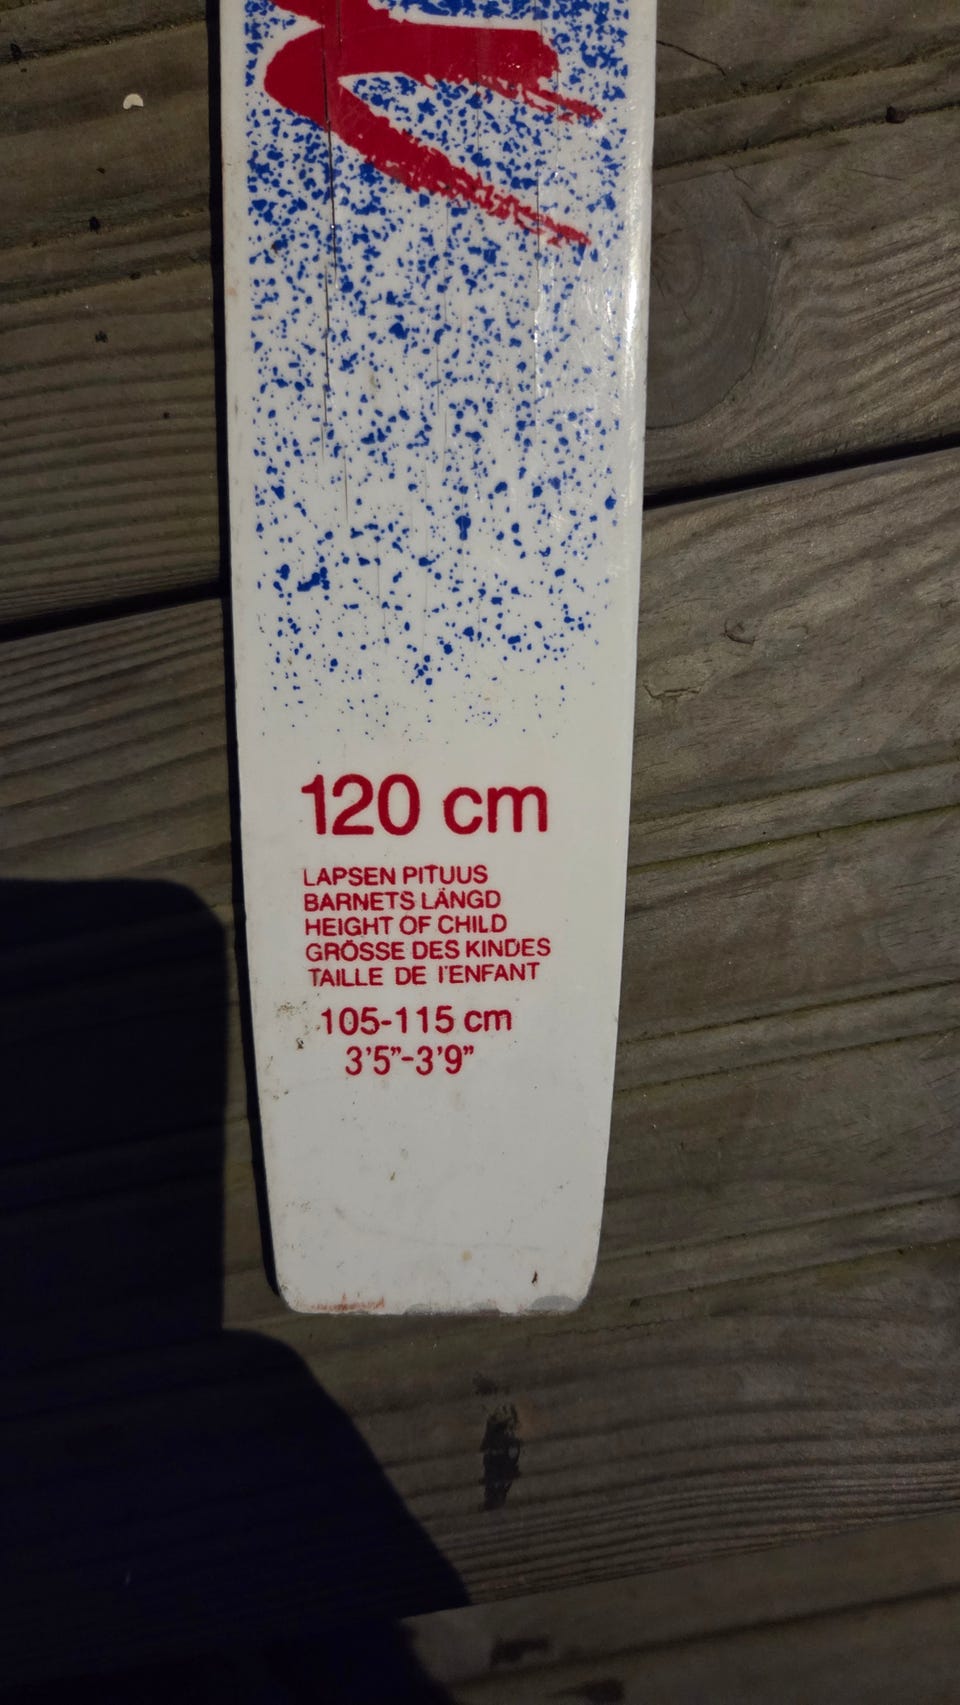 120 cm
LAPSEN PITUUS
BARNETS LÄNGD
HEIGHT OF CHILD
GRÖSSE DES KINDES
TAILLE DE l'ENFANT
105-115 cm
3'5”-3'9”